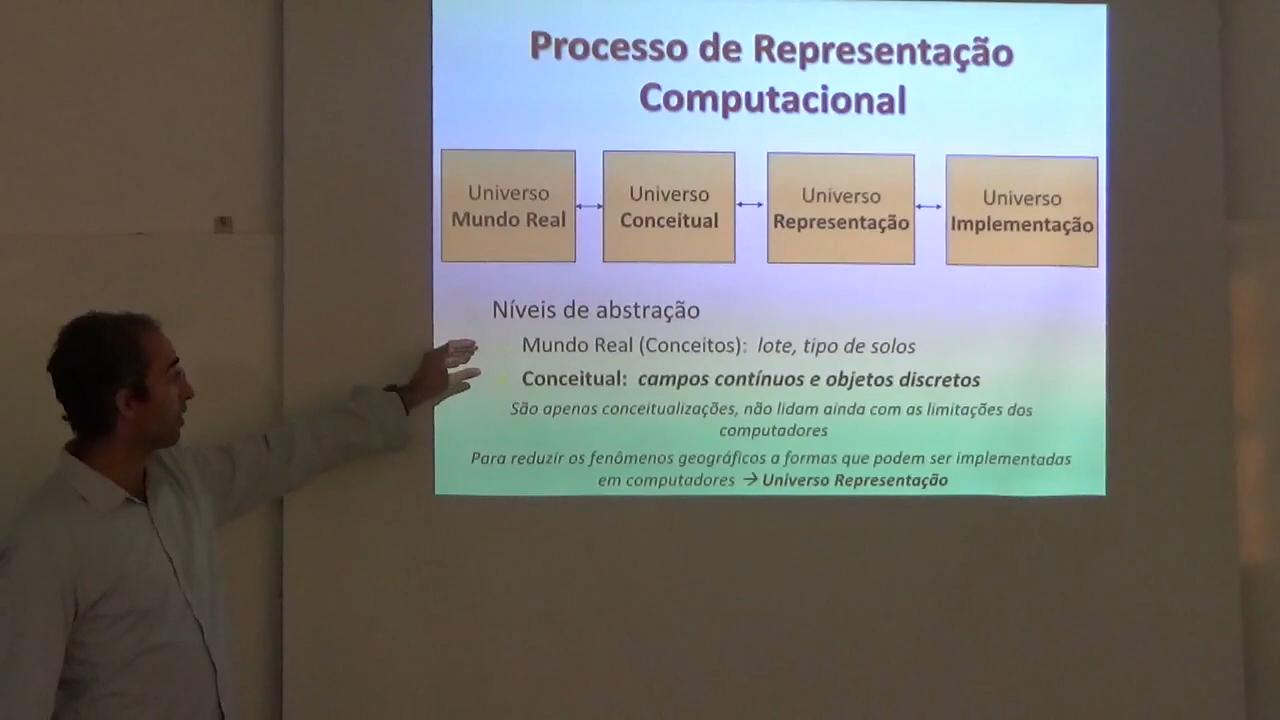 Processo de Representação
Computacional
Universo
Mundo Real
Universo
Conceitual
Universo
Representação
Universo
Implementação
Níveis de abstração
Mundo Real (Conceitos): lote, tipo de solos
Conceitual: campos contínuos e objetos discretos
São apenas conceitualizações, não lidam ainda com as limitações dos
computadores
Para reduzir os fenômenos geográficos a formas que podem ser implementadas
em computadores → Universo Representação